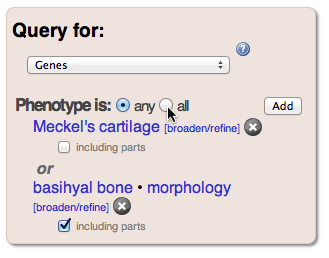 Query for:
?
Genes
Phenotype is: any all Add
Meckel's cartilage [broaden/refine]
including parts
or
basihyal bone • morphology
[broaden/refine]
including parts